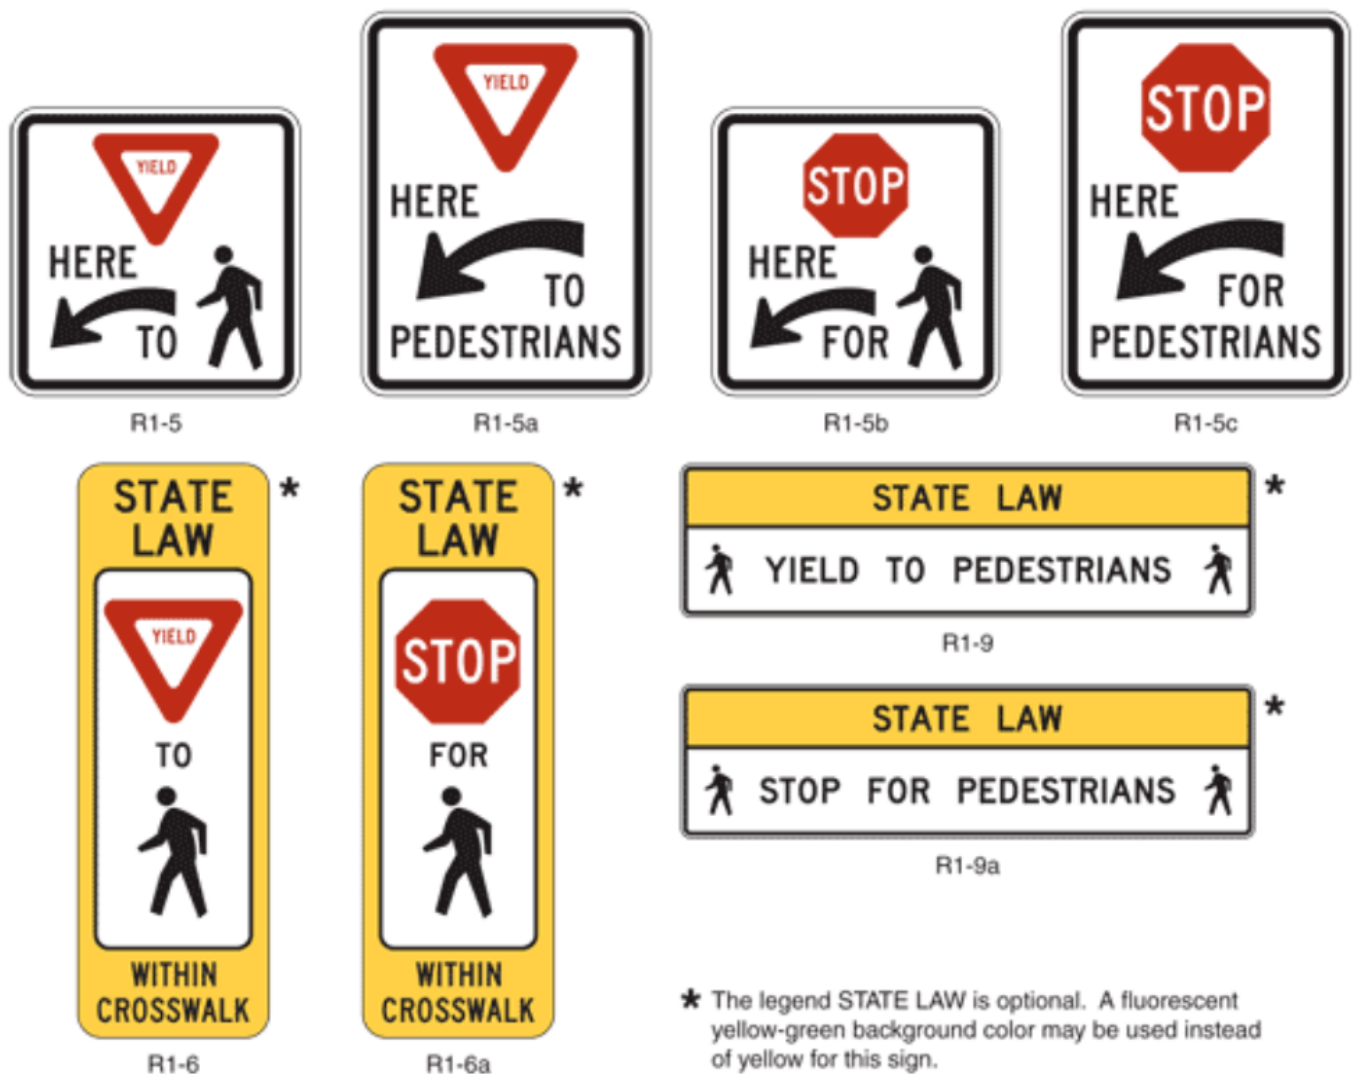 YIELD
HERE
TO
R1-5
YIELD
HERE
TO
PEDESTRIANS
R1-5a
STOP
HERE
FOR
R1-5b
STOP
HERE
FOR
PEDESTRIANS
R1-5c
STATE
LAW
*
YIELD
TO
WITHIN
CROSSWALK
R1-6
STATE
LAW
*
STOP
FOR
WITHIN
CROSSWALK
R1-6a
STATE LAW
*
YIELD TO PEDESTRIANS
R1-9
STATE LAW
*
STOP FOR PEDESTRIANS
R1-9a
* The legend STATE LAW is optional. A fluorescent
yellow-green background color may be used instead
of yellow for this sign.